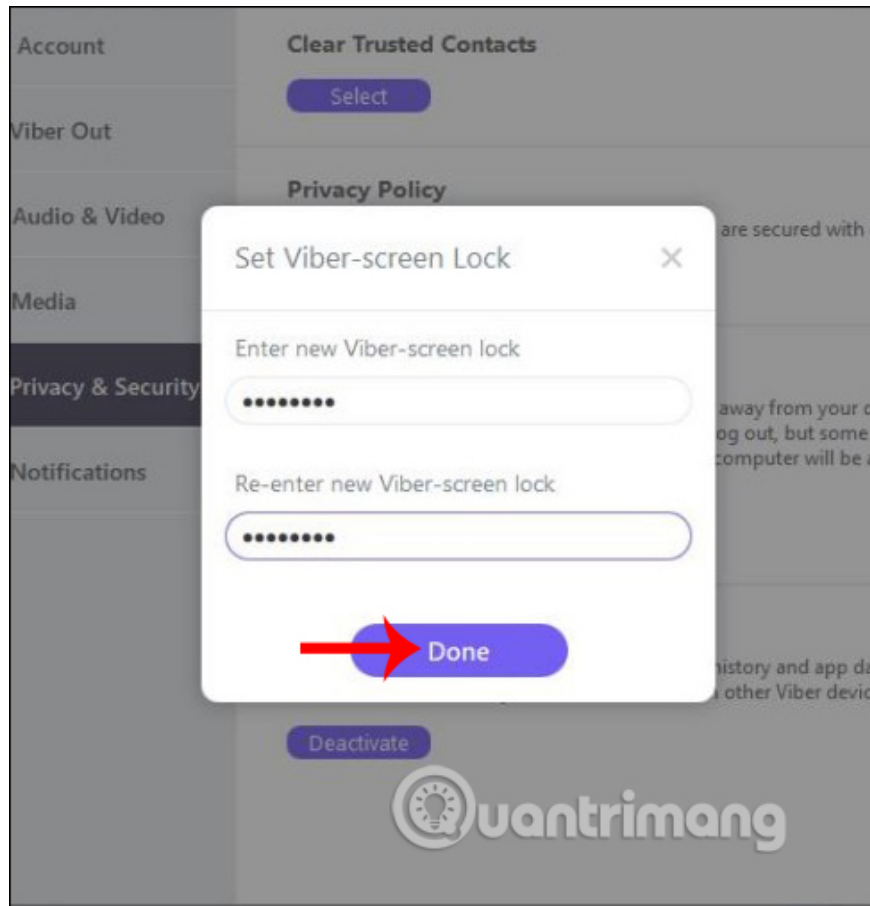 Account
Viber Out
Audio & Video
Media
Privacy & Security
Notifications
Clear Trusted Contacts
Select
Privacy Policy
are secured with
away from your
og out, but some
computer will be
history and app da
other Viber devic
Deactivate
Set Viber-screen Lock
Enter new Viber-screen lock
•••••••••
Re-enter new Viber-screen lock
•••••••••
Done
Quantrimang